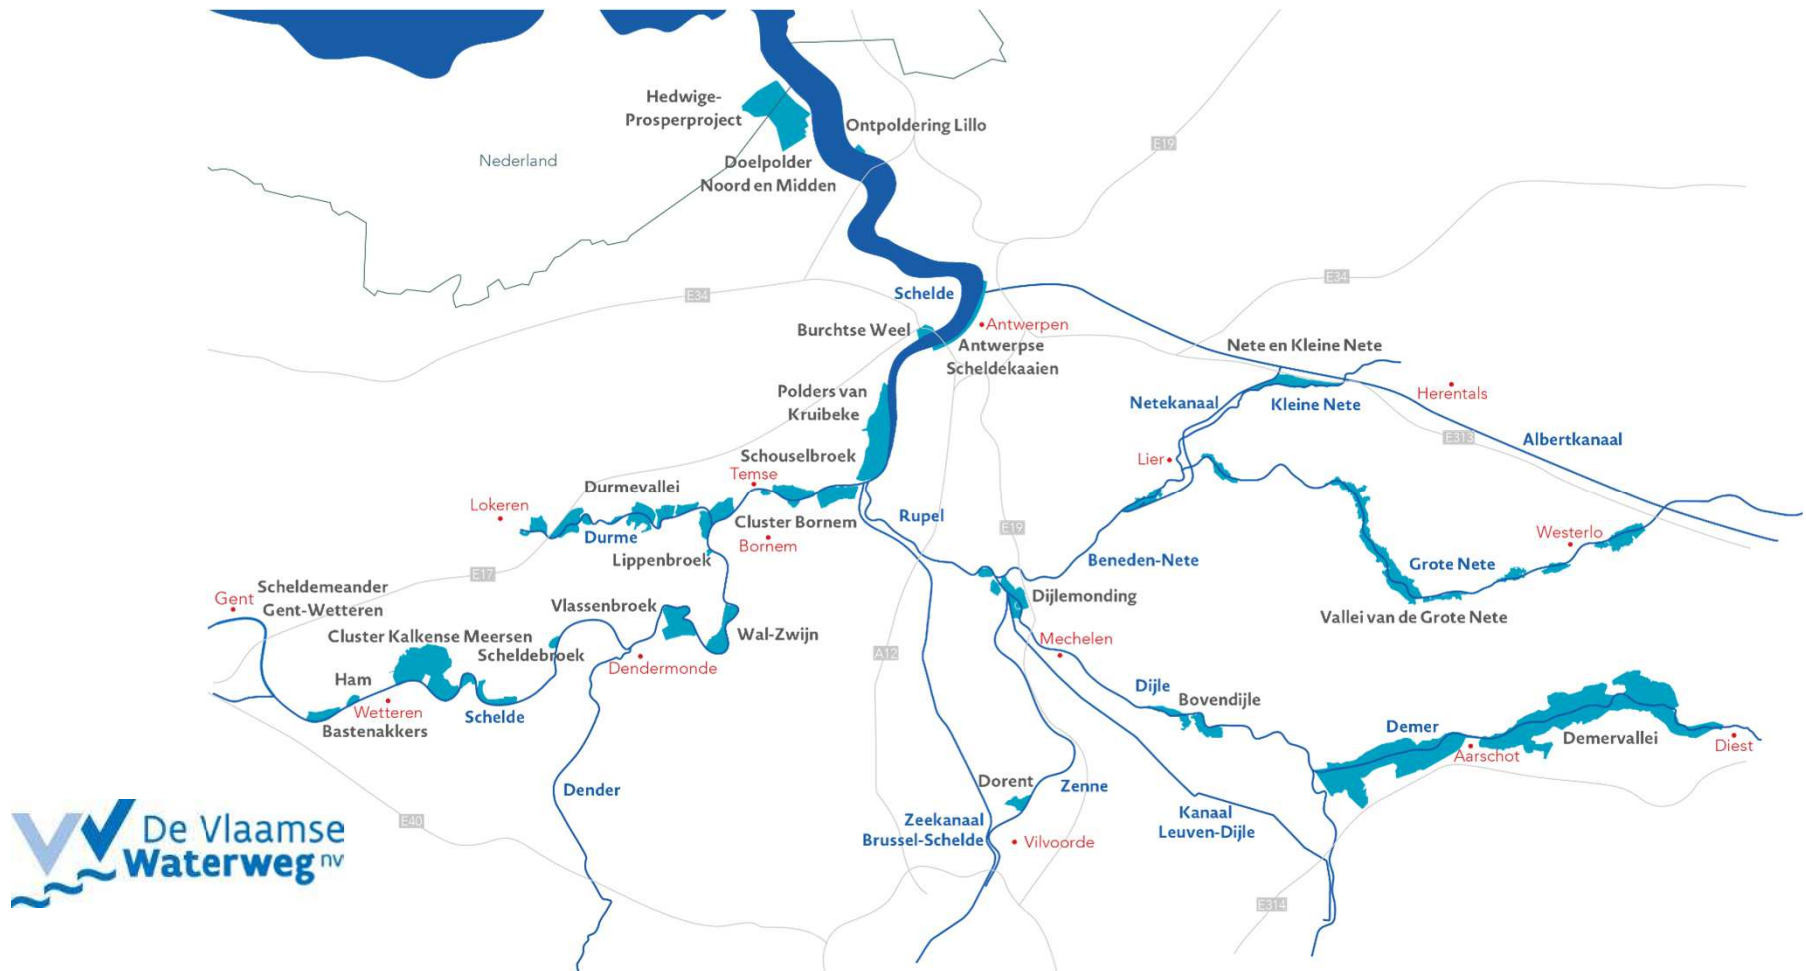 Hedwige-
Prosperproject
Ontpoldering Lillo
E19
Nederland
Doelpolder
Noord en Midden
E34
E34
Schelde
Burchtse Weel
Antwerpen
Antwerpse
Scheldekaaien
Nete en Kleine Nete
Polders van
Kruibeke
Netekanaal
Kleine Nete
Herentals
E313
Albertkanaal
Schouselbroek
Temse
Lier
Durmevallei
Lokeren
Durme
Cluster Bornem
Bornem
Rupel
E19
Lippenbroek
Beneden-Nete
Westerlo
Grote Nete
Vallei van de Grote Nete
E17
Scheldemeander
Gent-Wetteren
Gent
Vlassenbroek
Dijlemonding
Cluster Kalkense Meersen
Scheldebroek
Wal-Zwijn
Mechelen
A12
Dendermonde
Ham
Wetteren
Bastenakkers
Schelde
Dijle
Bovendijle
Demer
Demervallei
Aarschot
Diest
Dender
Dorent
Zenne
Zeekanaal
Brussel-Schelde
Vilvoorde
Kanaal
Leuven-Dijle
E40
E314
De Vlaamse
Waterweg nv